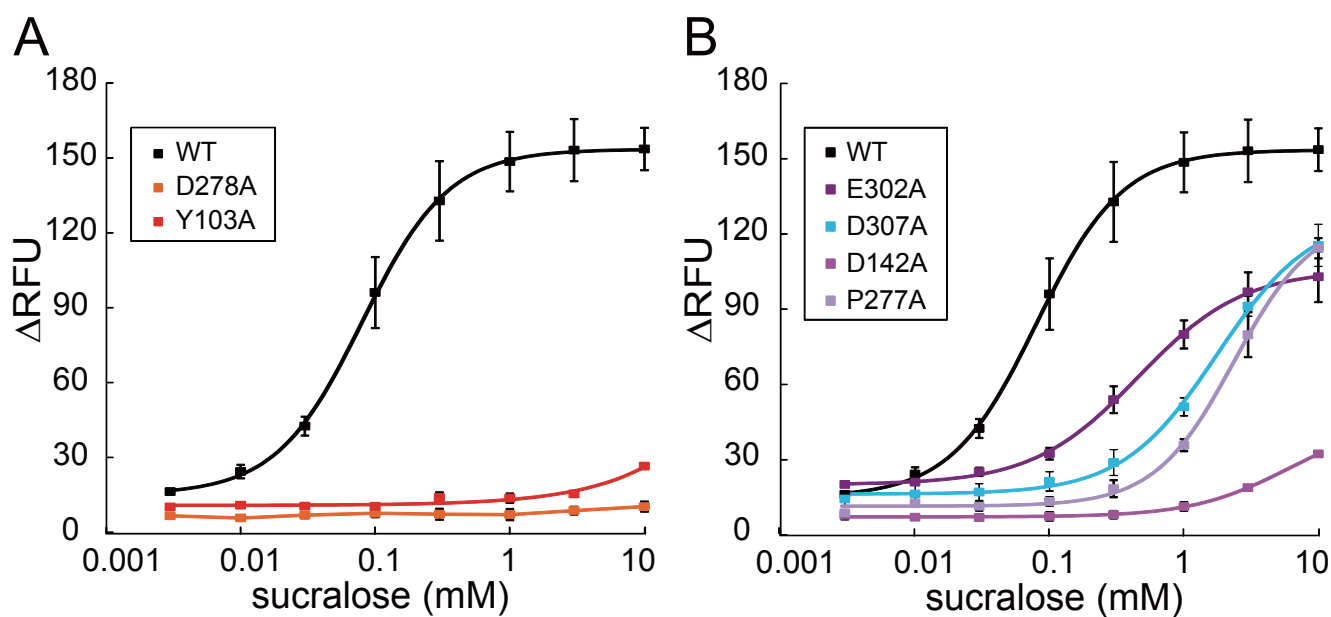 A
180
150
120
90
60
30
0
ΔRFU
WT
D278A
Y103A
0.001 0.01 0.1 1 10
sucralose (mM)
B
180
150
120
90
60
30
0
ΔRFU
WT
E302A
D307A
D142A
P277A
0.001 0.01 0.1 1 10
sucralose (mM)